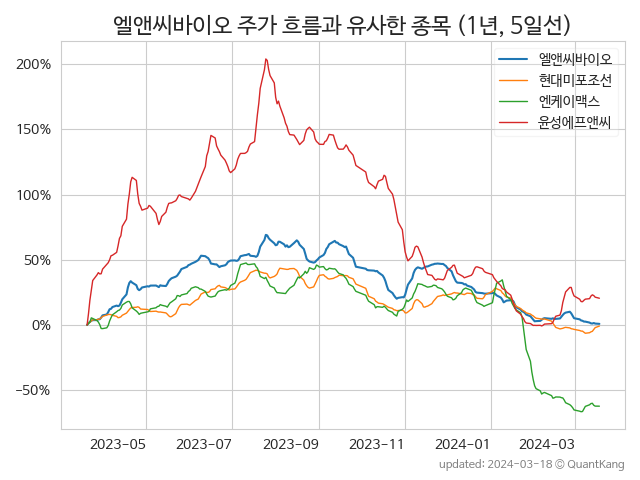 엘앤씨바이오 주가 흐름과 유사한 종목 (1년, 5일선)
엘앤씨바이오
현대미포조선
엔케이맥스
윤성에프앤씨
200%
150%
100%
50%
0%
−50%
2023-05 2023-07 2023-09 2023-11 2024-01 2024-03
updated: 2024-03-18 © QuantKang